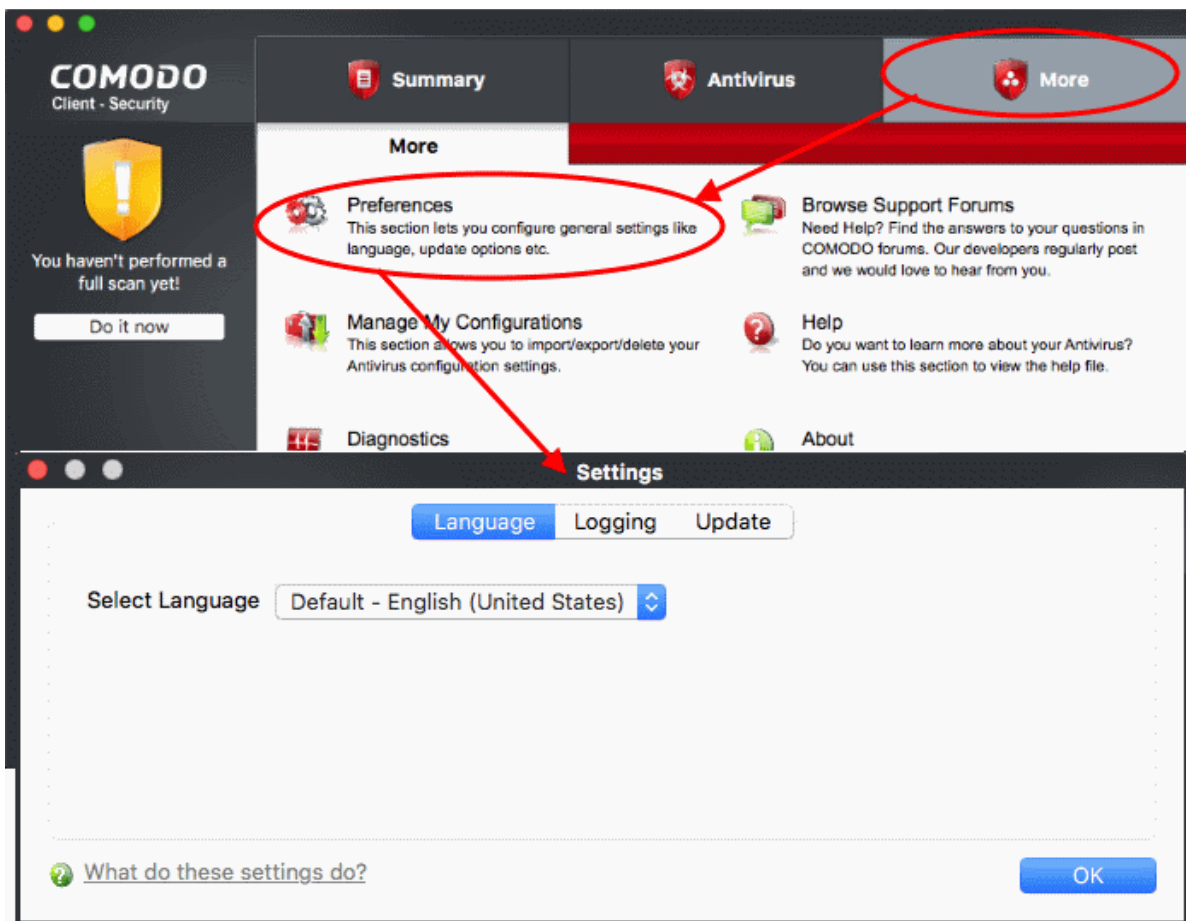 COMODO
Client - Security
Summary
Antivirus
More
More
You haven't performed a
full scan yet!
Do it now
Preferences
This section lets you configure general settings like
language, update options etc.
Browse Support Forums
Need Help? Find the answers to your questions in
COMODO forums. Our developers regularly post
and we would love to hear from you.
Manage My Configurations
This section allows you to import/export/delete your
Antivirus configuration settings.
Help
Do you want to learn more about your Antivirus?
You can use this section to view the help file.
Diagnostics
About
Settings
Language
Logging
Update
Select Language
Default - English (United States)
What do these settings do?
OK